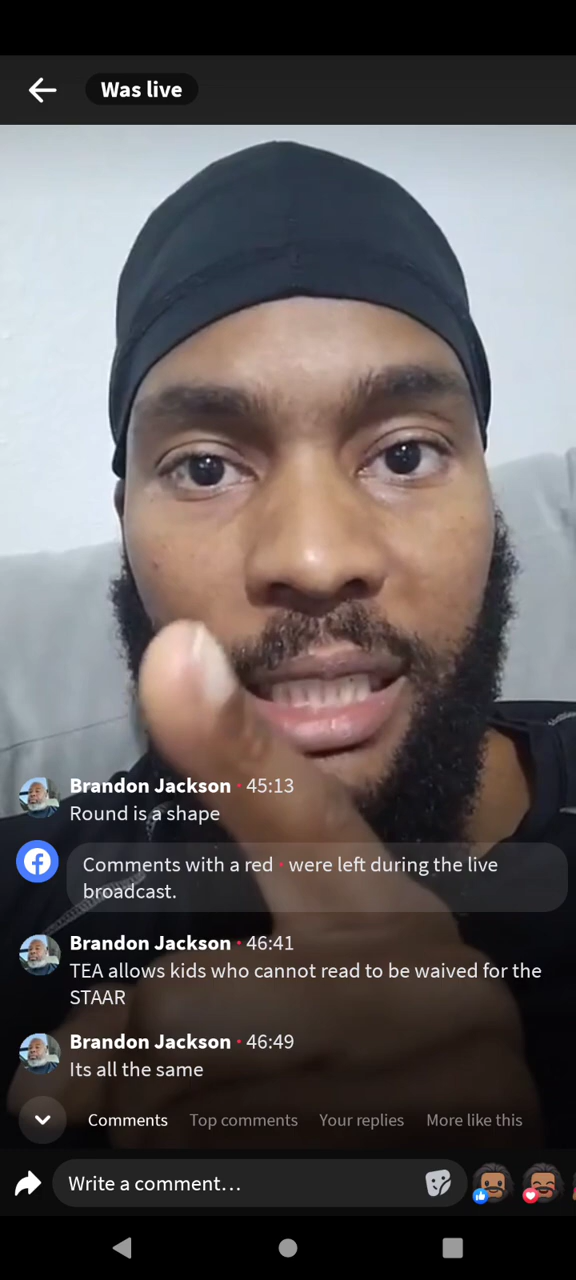 Was live
Brandon Jackson · 45:13
Round is a shape
Comments with a red · were left during the live
broadcast.
Brandon Jackson · 46:41
TEA allows kids who cannot read to be waived for the
STAAR
Brandon Jackson · 46:49
Its all the same
Comments Top comments Your replies More like this
Write a comment...